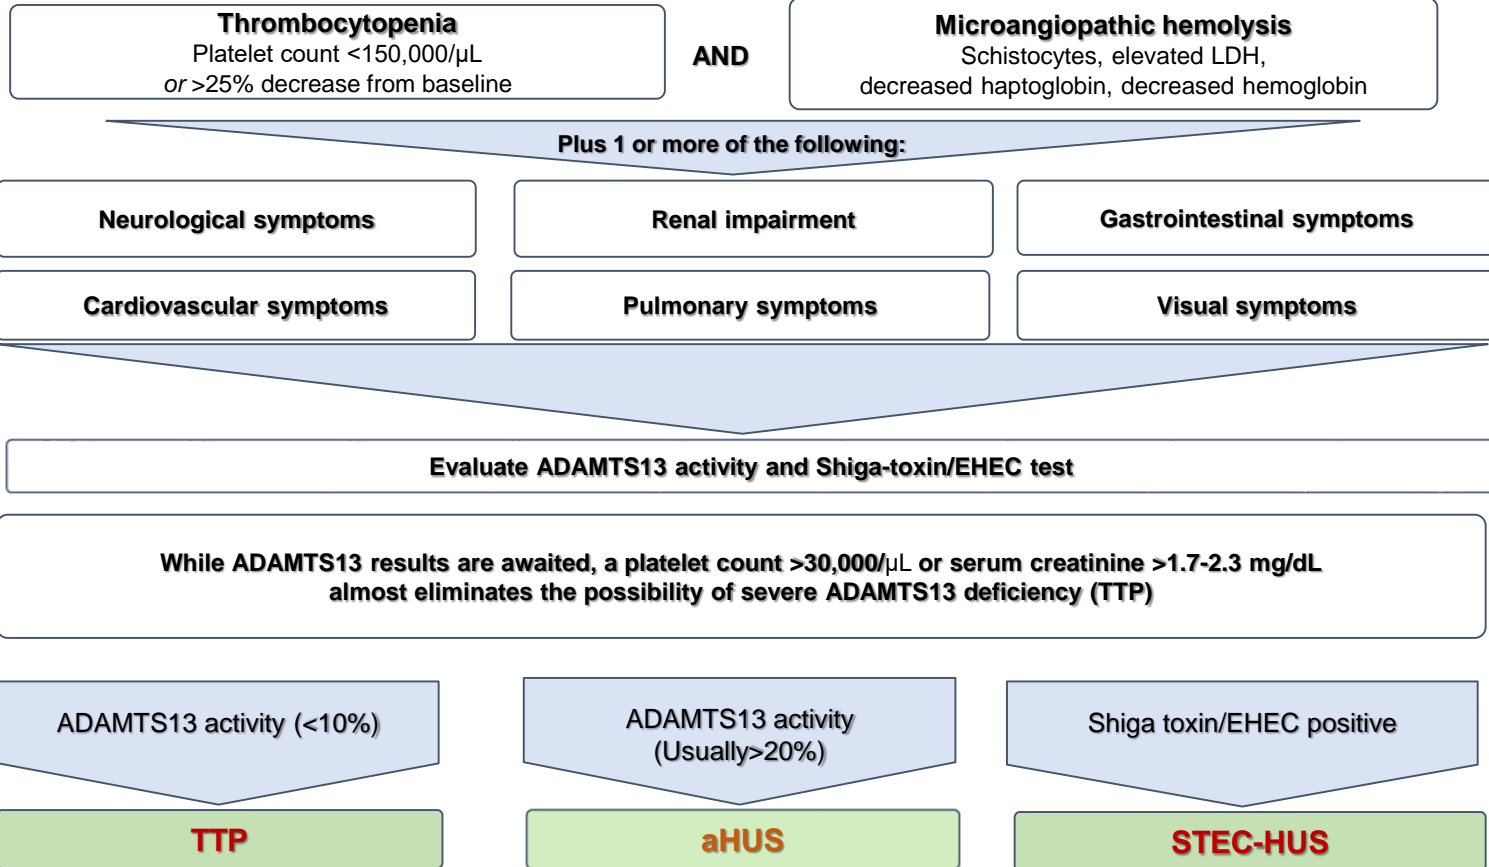 Thrombocytopenia
Platelet count <150,000/µL
or >25% decrease from baseline
AND
Microangiopathic hemolysis
Schistocytes, elevated LDH,
decreased haptoglobin, decreased hemoglobin
Plus 1 or more of the following:
Neurological symptoms
Renal impairment
Gastrointestinal symptoms
Cardiovascular symptoms
Pulmonary symptoms
Visual symptoms
Evaluate ADAMTS13 activity and Shiga-toxin/EHEC test
While ADAMTS13 results are awaited, a platelet count >30,000/µL or serum creatinine >1.7-2.3 mg/dL
almost eliminates the possibility of severe ADAMTS13 deficiency (TTP)
ADAMTS13 activity (<10%)
ADAMTS13 activity
(Usually>20%)
Shiga toxin/EHEC positive
TTP
aHUS
STEC-HUS